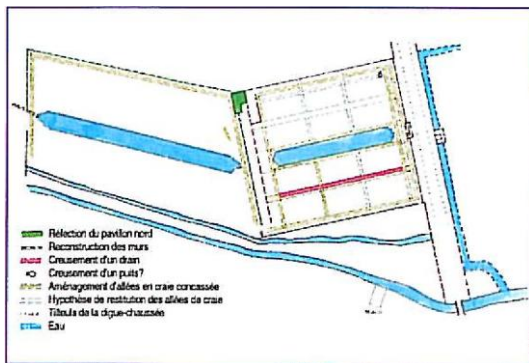 Réfection du pavillon nord
Reconstruction des murs
Creusement d'un drain
Creusement d'un puits?
Aménagement d'allées en craie concassée
Hypothèse de restitution des allées de craie
Tilleuls de la digue-chaussée
Eau